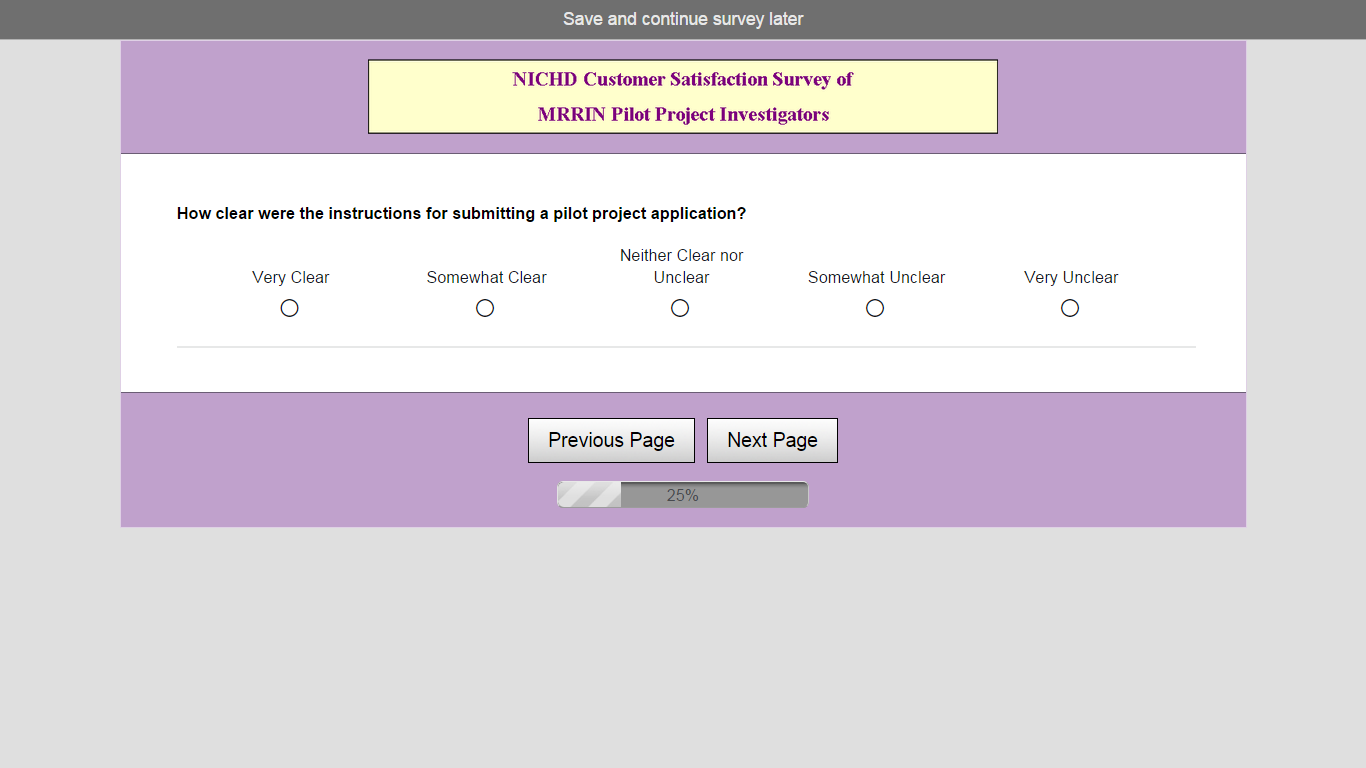 Save and continue survey later
NICHD Customer Satisfaction Survey of
MRRIN Pilot Project Investigators
How clear were the instructions for submitting a pilot project application?
Very Clear
Somewhat Clear
Neither Clear nor
Unclear
Somewhat Unclear
Very Unclear
Previous Page
Next Page
25%